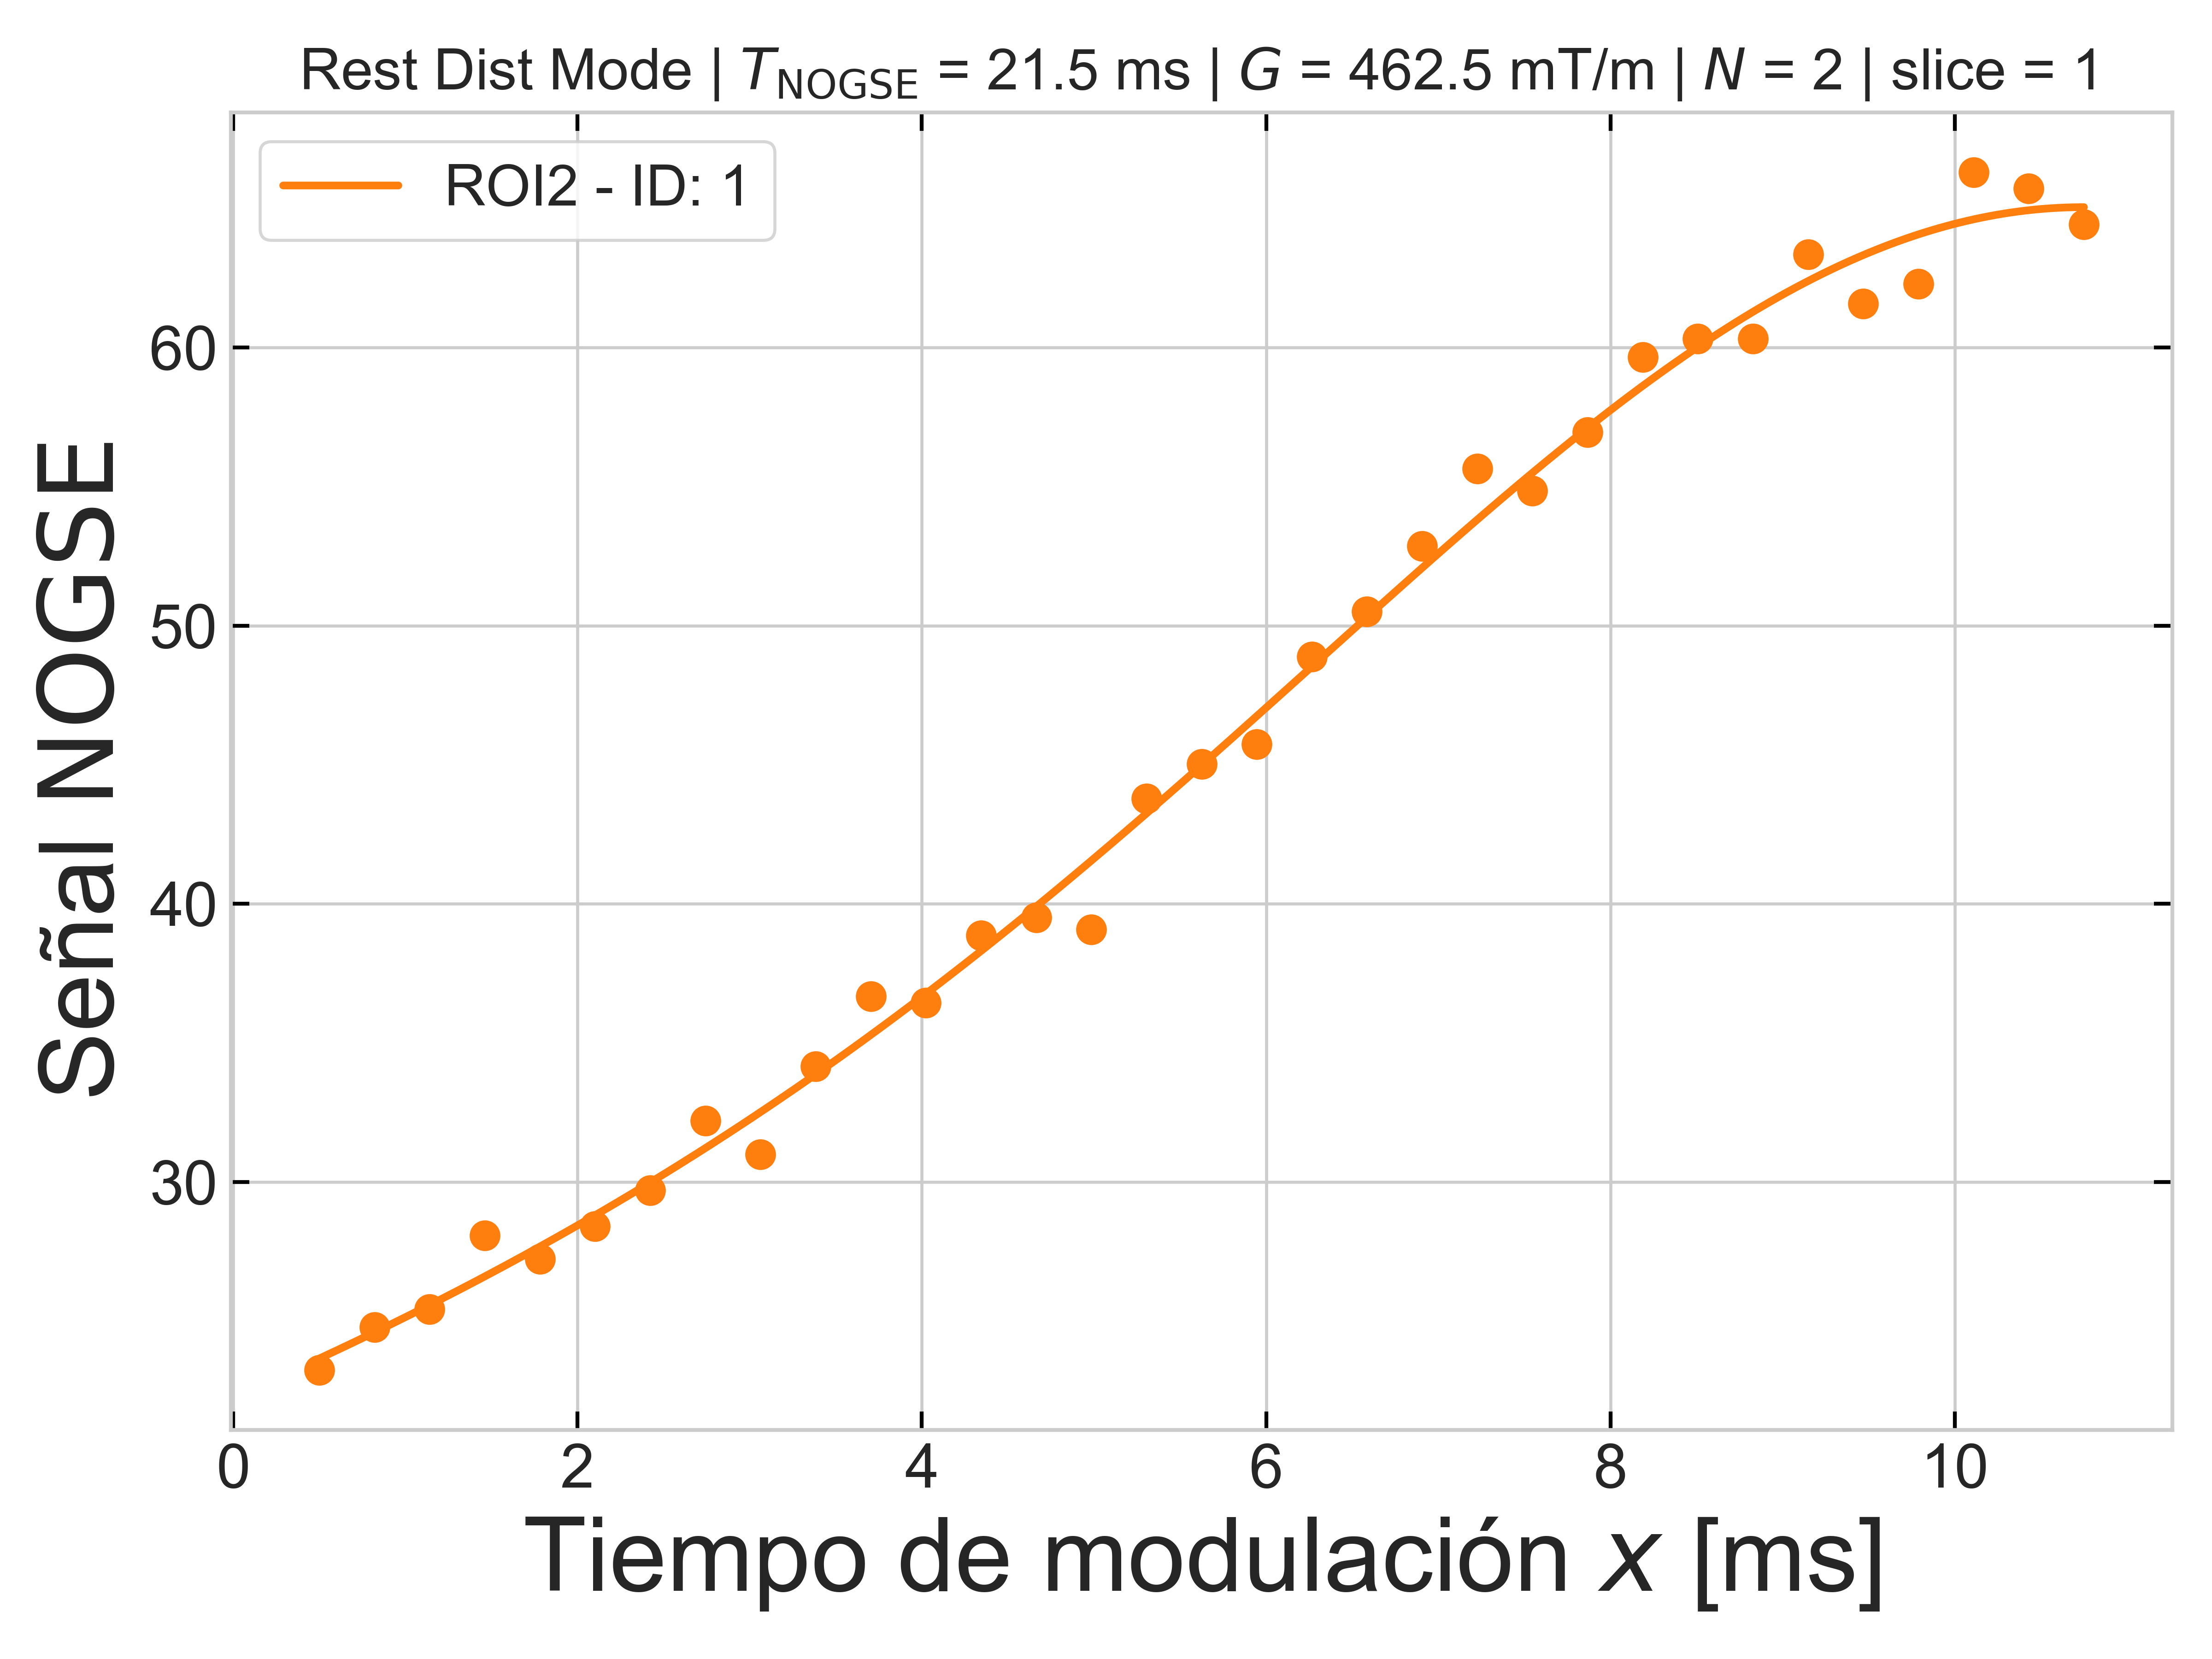 Rest Dist Mode | T_NOGSE = 21.5 ms | G = 462.5 mT/m | N = 2 | slice = 1
ROI2 - ID: 1
60
50
40
30
Señal NOGSE
0 2 4 6 8 10
Tiempo de modulación x [ms]